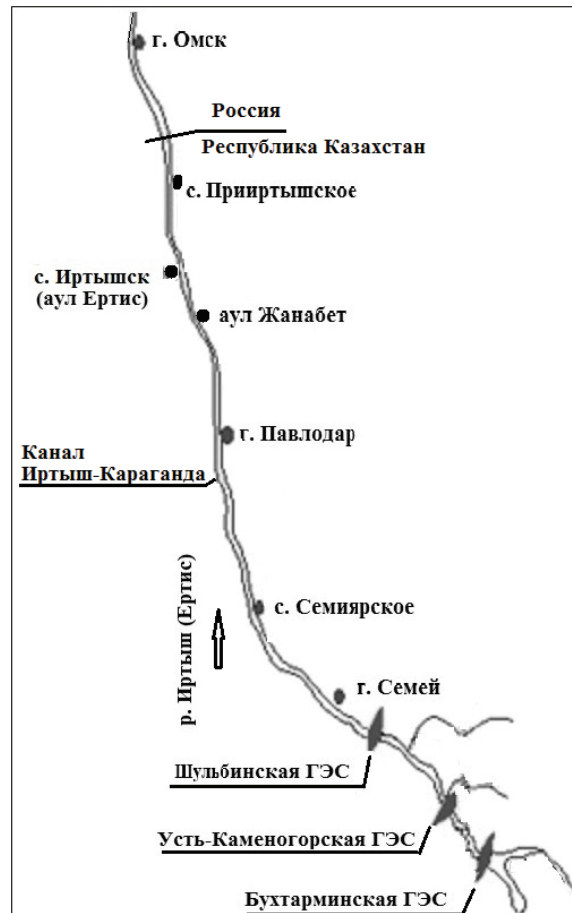 г. Омск
Россия
Республика Казахстан
с. Прииртышское
с. Иртышск
(аул Ертис)
аул Жанабет
г. Павлодар
Канал
Иртыш-Караганда
р. Иртыш (Ертис)
с. Семиярское
г. Семей
Шульбинская ГЭС
Усть-Каменогорская ГЭС
Бухтарминская ГЭС